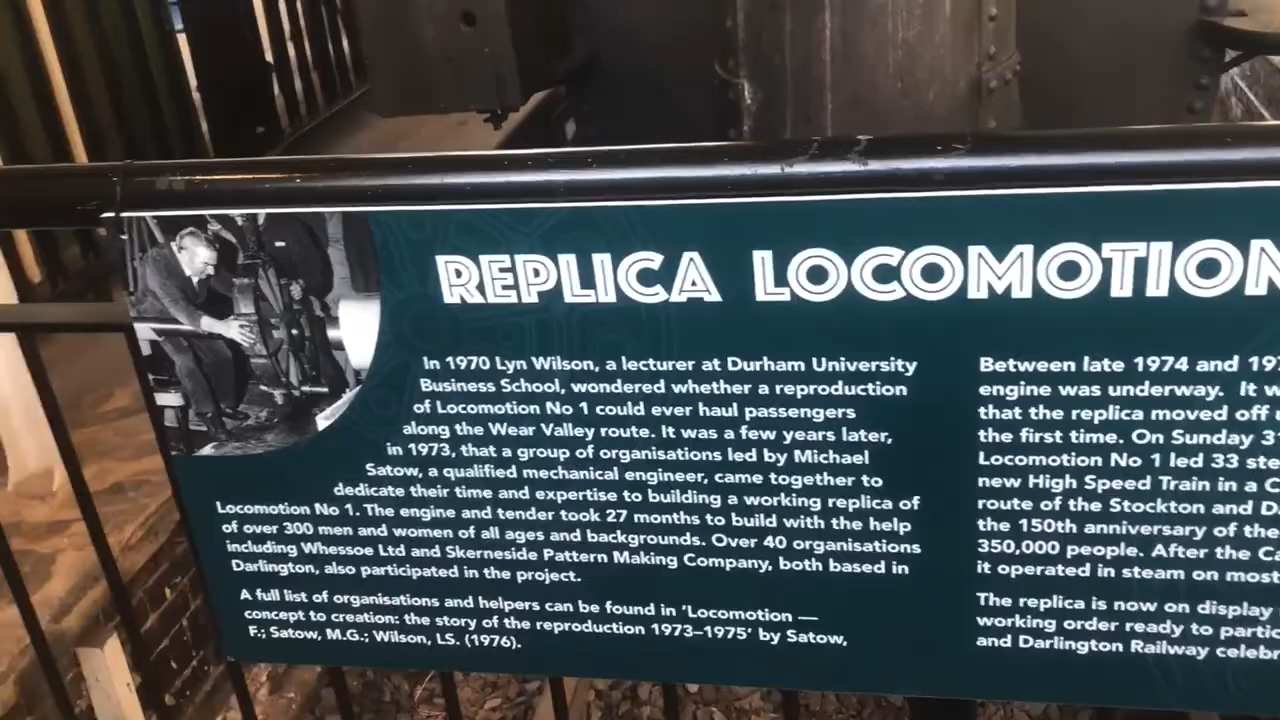 REPLICA LOCOMOTION
In 1970 Lyn Wilson, a lecturer at Durham University
Business School, wondered whether a reproduction
of Locomotion No 1 could ever haul passengers
along the Wear Valley route. It was a few years later,
in 1973, that a group of organisations led by Michael
Satow, a qualified mechanical engineer, came together to
dedicate their time and expertise to building a working replica of
Locomotion No 1. The engine and tender took 27 months to build with the help
of over 300 men and women of all ages and backgrounds. Over 40 organisations
including Whessoe Ltd and Skerneside Pattern Making Company, both based in
Darlington, also participated in the project.
A full list of organisations and helpers can be found in 'Locomotion —
concept to creation: the story of the reproduction 1973–1975' by Satow,
F.; Satow, M.G.; Wilson, LS. (1976).
Between late 1974 and
engine was underway. It
that the replica moved off
the first time. On Sunday
Locomotion No 1 led 33
new High Speed Train in a
route of the Stockton and
the 150th anniversary of the
350,000 people. After the
it operated in steam on most
The replica is now on display
working order ready to
and Darlington Railway